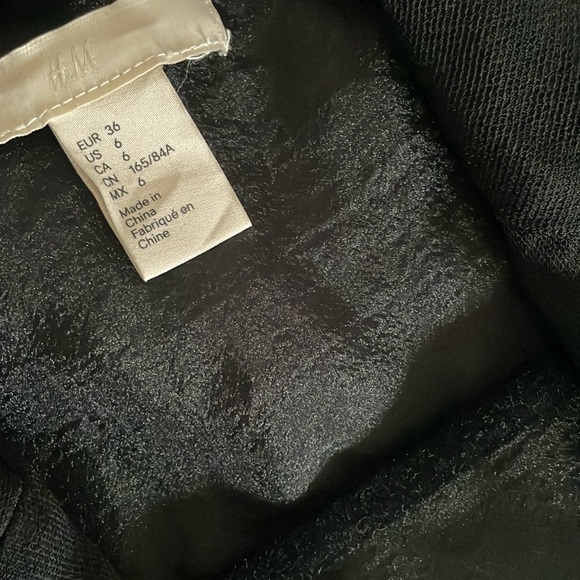 H&M
EUR 36
US 6
CA 6
CN 165/84A
MX 6
Made in
China
Fabriqué en
Chine